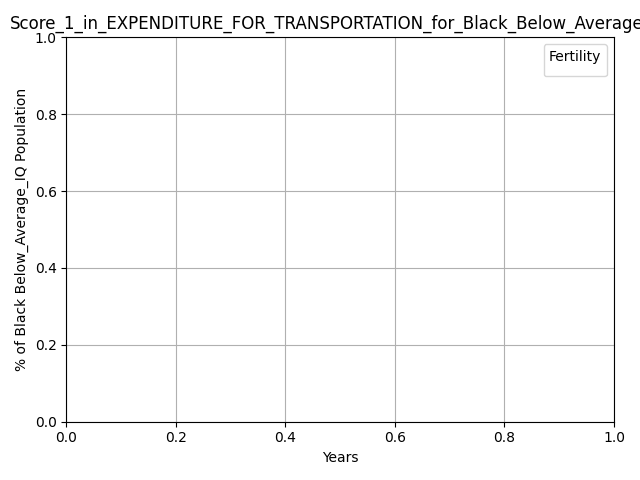 Score_1_in_EXPENDITURE_FOR_TRANSPORTATION_for_Black_Below_Average
Fertility
% of Black Below_Average_IQ Population
1.0
0.8
0.6
0.4
0.2
0.0
0.0 0.2 0.4 0.6 0.8 1.0
Years